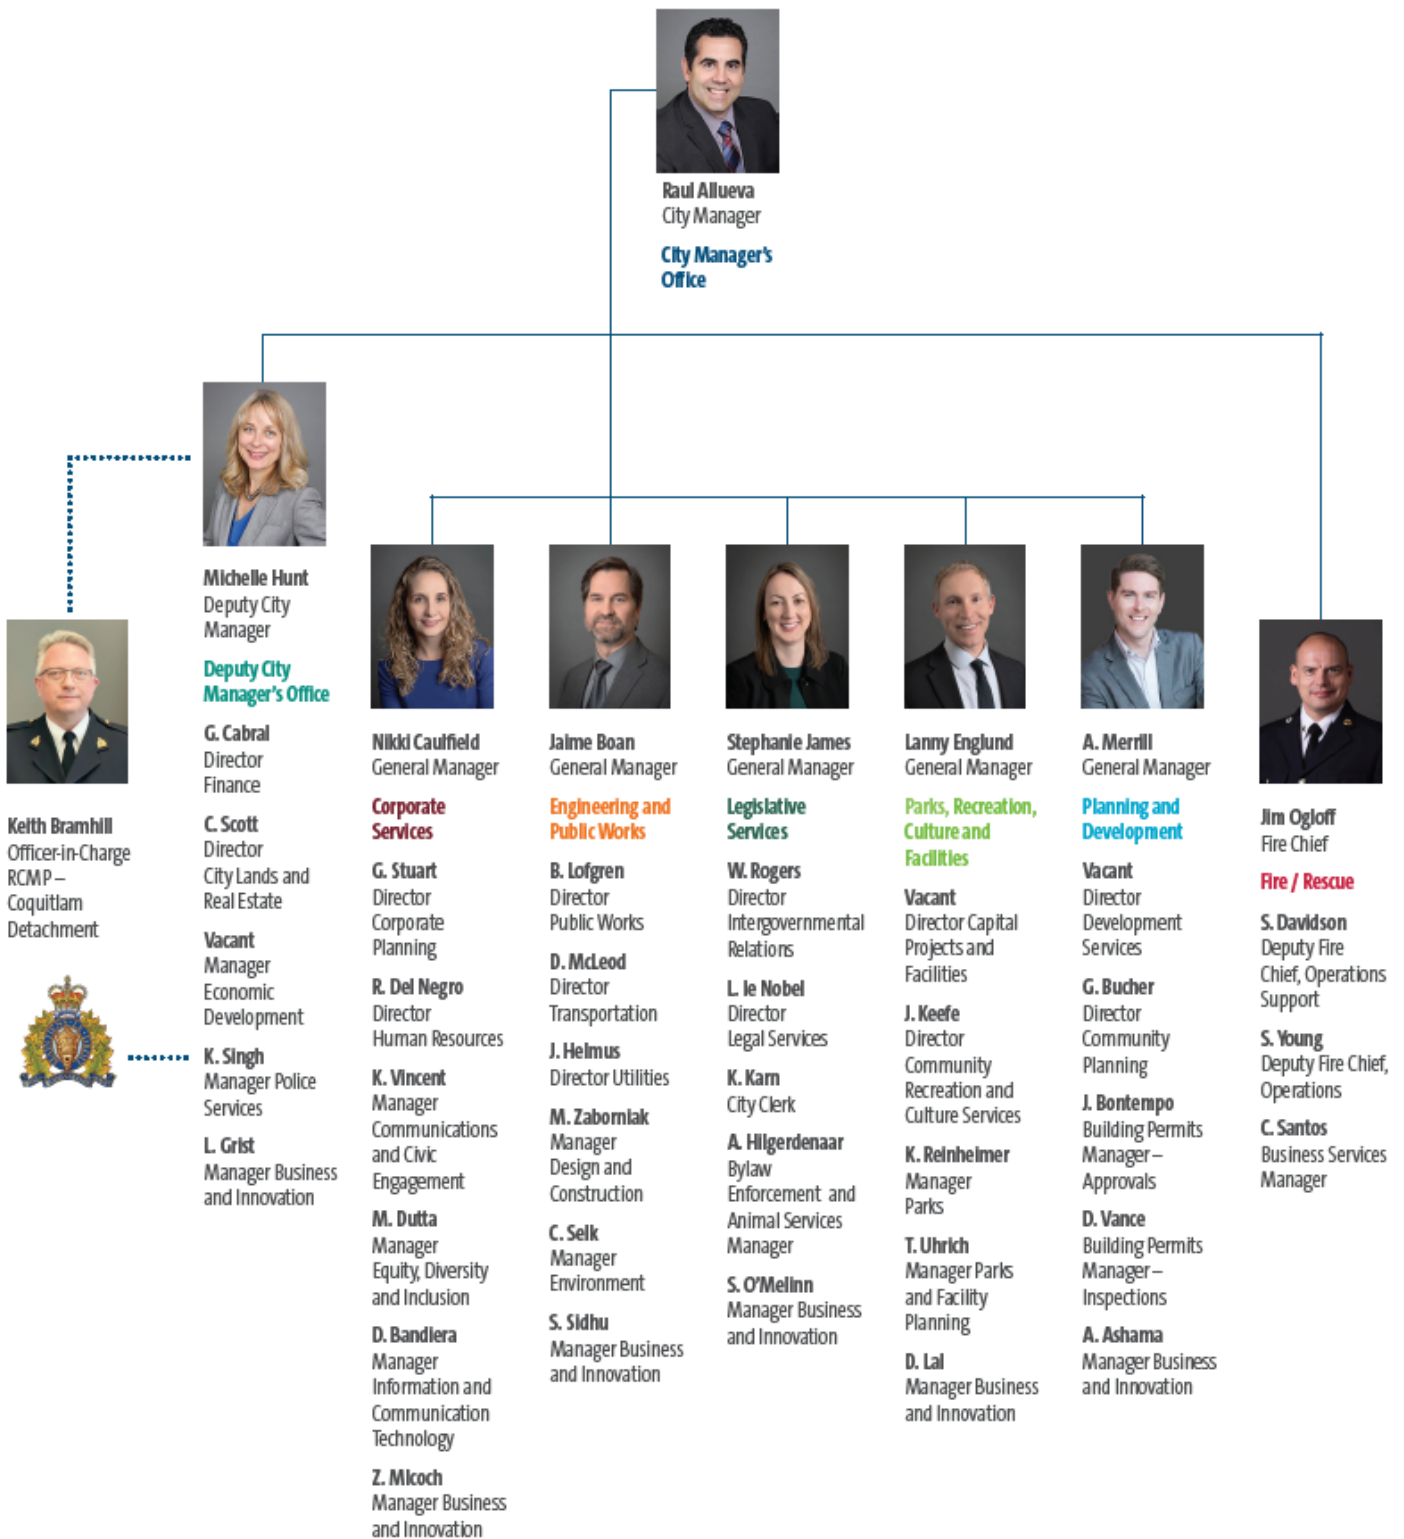 Raul Allueva
City Manager
City Manager's
Office
Keith Bramhill
Officer-in-Charge
RCMP –
Coquitlam
Detachment
Michelle Hunt
Deputy City
Manager
Deputy City
Manager's Office
G. Cabral
Director
Finance
C. Scott
Director
City Lands and
Real Estate
Vacant
Manager
Economic
Development
K. Singh
Manager Police
Services
L. Grist
Manager Business
and Innovation
Nikki Caulfield
General Manager
Corporate
Services
G. Stuart
Director
Corporate
Planning
R. Del Negro
Director
Human Resources
K. Vincent
Manager
Communications
and Civic
Engagement
M. Dutta
Manager
Equity, Diversity
and Inclusion
D. Bandiera
Manager
Information and
Communication
Technology
Z. Micoch
Manager Business
and Innovation
Jaime Boan
General Manager
Engineering and
Public Works
B. Lofgren
Director
Public Works
D. McLeod
Director
Transportation
J. Helmus
Director Utilities
M. Zaborniak
Manager
Design and
Construction
C. Selk
Manager
Environment
S. Sidhu
Manager Business
and Innovation
Stephanie James
General Manager
Legislative
Services
W. Rogers
Director
Intergovernmental
Relations
L. le Nobel
Director
Legal Services
K. Karn
City Clerk
A. Hilgerdenaar
Bylaw
Enforcement and
Animal Services
Manager
S. O'Melinn
Manager Business
and Innovation
Lanny Englund
General Manager
Parks, Recreation,
Culture and
Facilities
Vacant
Director Capital
Projects and
Facilities
J. Keefe
Director
Community
Recreation and
Culture Services
K. Reinheimer
Manager
Parks
T. Uhrich
Manager Parks
and Facility
Planning
D. Lal
Manager Business
and Innovation
A. Merrill
General Manager
Planning and
Development
Vacant
Director
Development
Services
G. Bucher
Director
Community
Planning
J. Bontempo
Building Permits
Manager –
Approvals
D. Vance
Building Permits
Manager –
Inspections
A. Ashama
Manager Business
and Innovation
Jim Ogloff
Fire Chief
Fire / Rescue
S. Davidson
Deputy Fire
Chief, Operations
Support
S. Young
Deputy Fire Chief,
Operations
C. Santos
Business Services
Manager